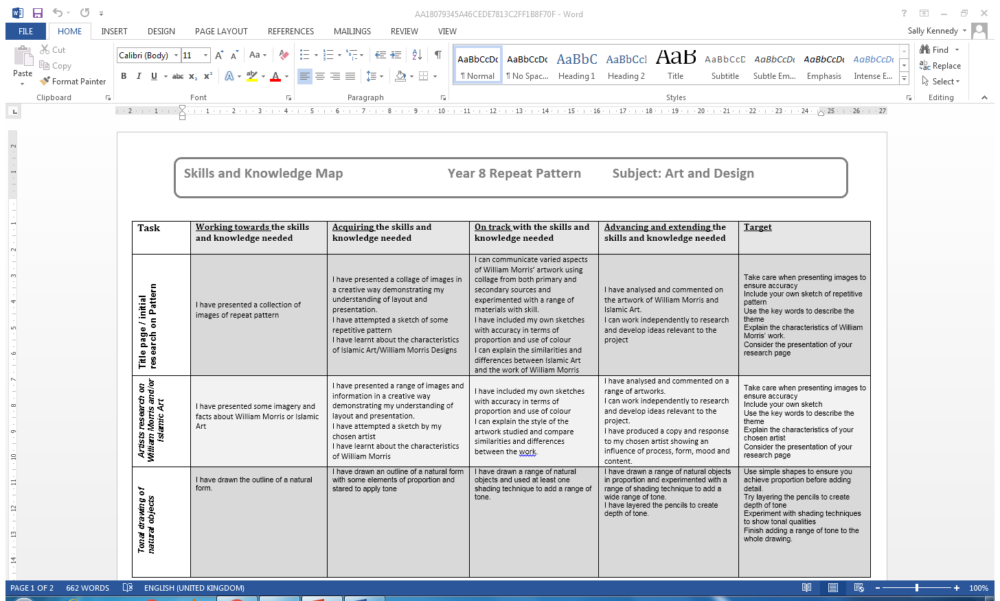 AA18079345A46CEDE7813C2FF1B8F70F - Word
FILE HOME INSERT DESIGN PAGE LAYOUT REFERENCES MAILINGS REVIEW VIEW
Sally Kennedy
Paste
Cut
Copy
Format Painter
Clipboard
Calibri (Body) 11
Font
Paragraph
AaBbCcDc AaBbCcDc AaBbC AaBbCc AaB AaBbCcD AaBbCcDc AaBbCcDc AaBbCcDc
¶ Normal ¶ No Spac... Heading 1 Heading 2 Title Subtitle Subtle Em... Emphasis Intense E...
Styles
Find
Replace
Select
Editing
2 1 1 2 3 4 5 6 7 8 9 10 11 12 13 14 15 16 17 18 19 20 21 22 23 24 25 26 27
Skills and Knowledge Map Year 8 Repeat Pattern Subject: Art and Design
Task
Working towards the skills
and knowledge needed
Acquiring the skills and
knowledge needed
On track with the skills and
knowledge needed
Advancing and extending the
skills and knowledge needed
Target
Title page / initial
research on Pattern
I have presented a collection of
images of repeat pattern
I have presented a collage of images in
a creative way demonstrating my
understanding of layout and
presentation.
I have attempted a sketch of some
repetitive pattern
I have learnt about the characteristics
of Islamic Art/William Morris Designs
I can communicate varied aspects
of William Morris’ artwork using
collage from both primary and
secondary sources and
experimented with a range of
materials with skill.
I have included my own sketches
with accuracy in terms of
proportion and use of colour
I can explain the similarities and
differences between Islamic Art
and the work of William Morris
I have analysed and commented on
the artwork of William Morris and
Islamic Art.
I can work independently to research
and develop ideas relevant to the
project
Take care when presenting images to
ensure accuracy
Include your own sketch of repetitive
pattern
Use the key words to describe the
theme
Explain the characteristics of William
Morris’ work.
Consider the presentation of your
research page
Artists research on
William Morris and/or
Islamic Art
I have presented some imagery and
facts about William Morris or Islamic
Art
I have presented a range of images and
information in a creative way
demonstrating my understanding of
layout and presentation.
I have attempted a sketch by my
chosen artist
I have learnt about the characteristics
of William Morris
I have included my own sketches
with accuracy in terms of
proportion and use of colour
I can explain the style of the
artwork studied and compare
similarities and differences
between the work.
I have analysed and commented on a
range of artworks.
I can work independently to research
and develop ideas relevant to the
project.
I have produced a copy and response
to my chosen artist showing an
influence of process, form, mood and
content.
Take care when presenting images to
ensure accuracy
Include your own sketch
Use the key words to describe the
theme
Explain the characteristics of your
chosen artist
Consider the presentation of your
research page
Tonal drawing of
natural objects
I have drawn the outline of a natural
form.
I have drawn an outline of a natural form
with some elements of proportion and
stared to apply tone
I have drawn a range of natural
objects and used at least one
shading technique to add a range of
tone.
I have drawn a range of natural objects
in proportion and experimented with a
range of shading technique to add a
wide range of tone.
I have layered the pencils to create
depth of tone.
Use simple shapes to ensure you
achieve proportion before adding
detail.
Try layering the pencils to create
depth of tone
Experiment with shading techniques
to show tonal qualities
Finish adding a range of tone to the
whole drawing.
PAGE 1 OF 2 662 WORDS ENGLISH (UNITED KINGDOM) 100%